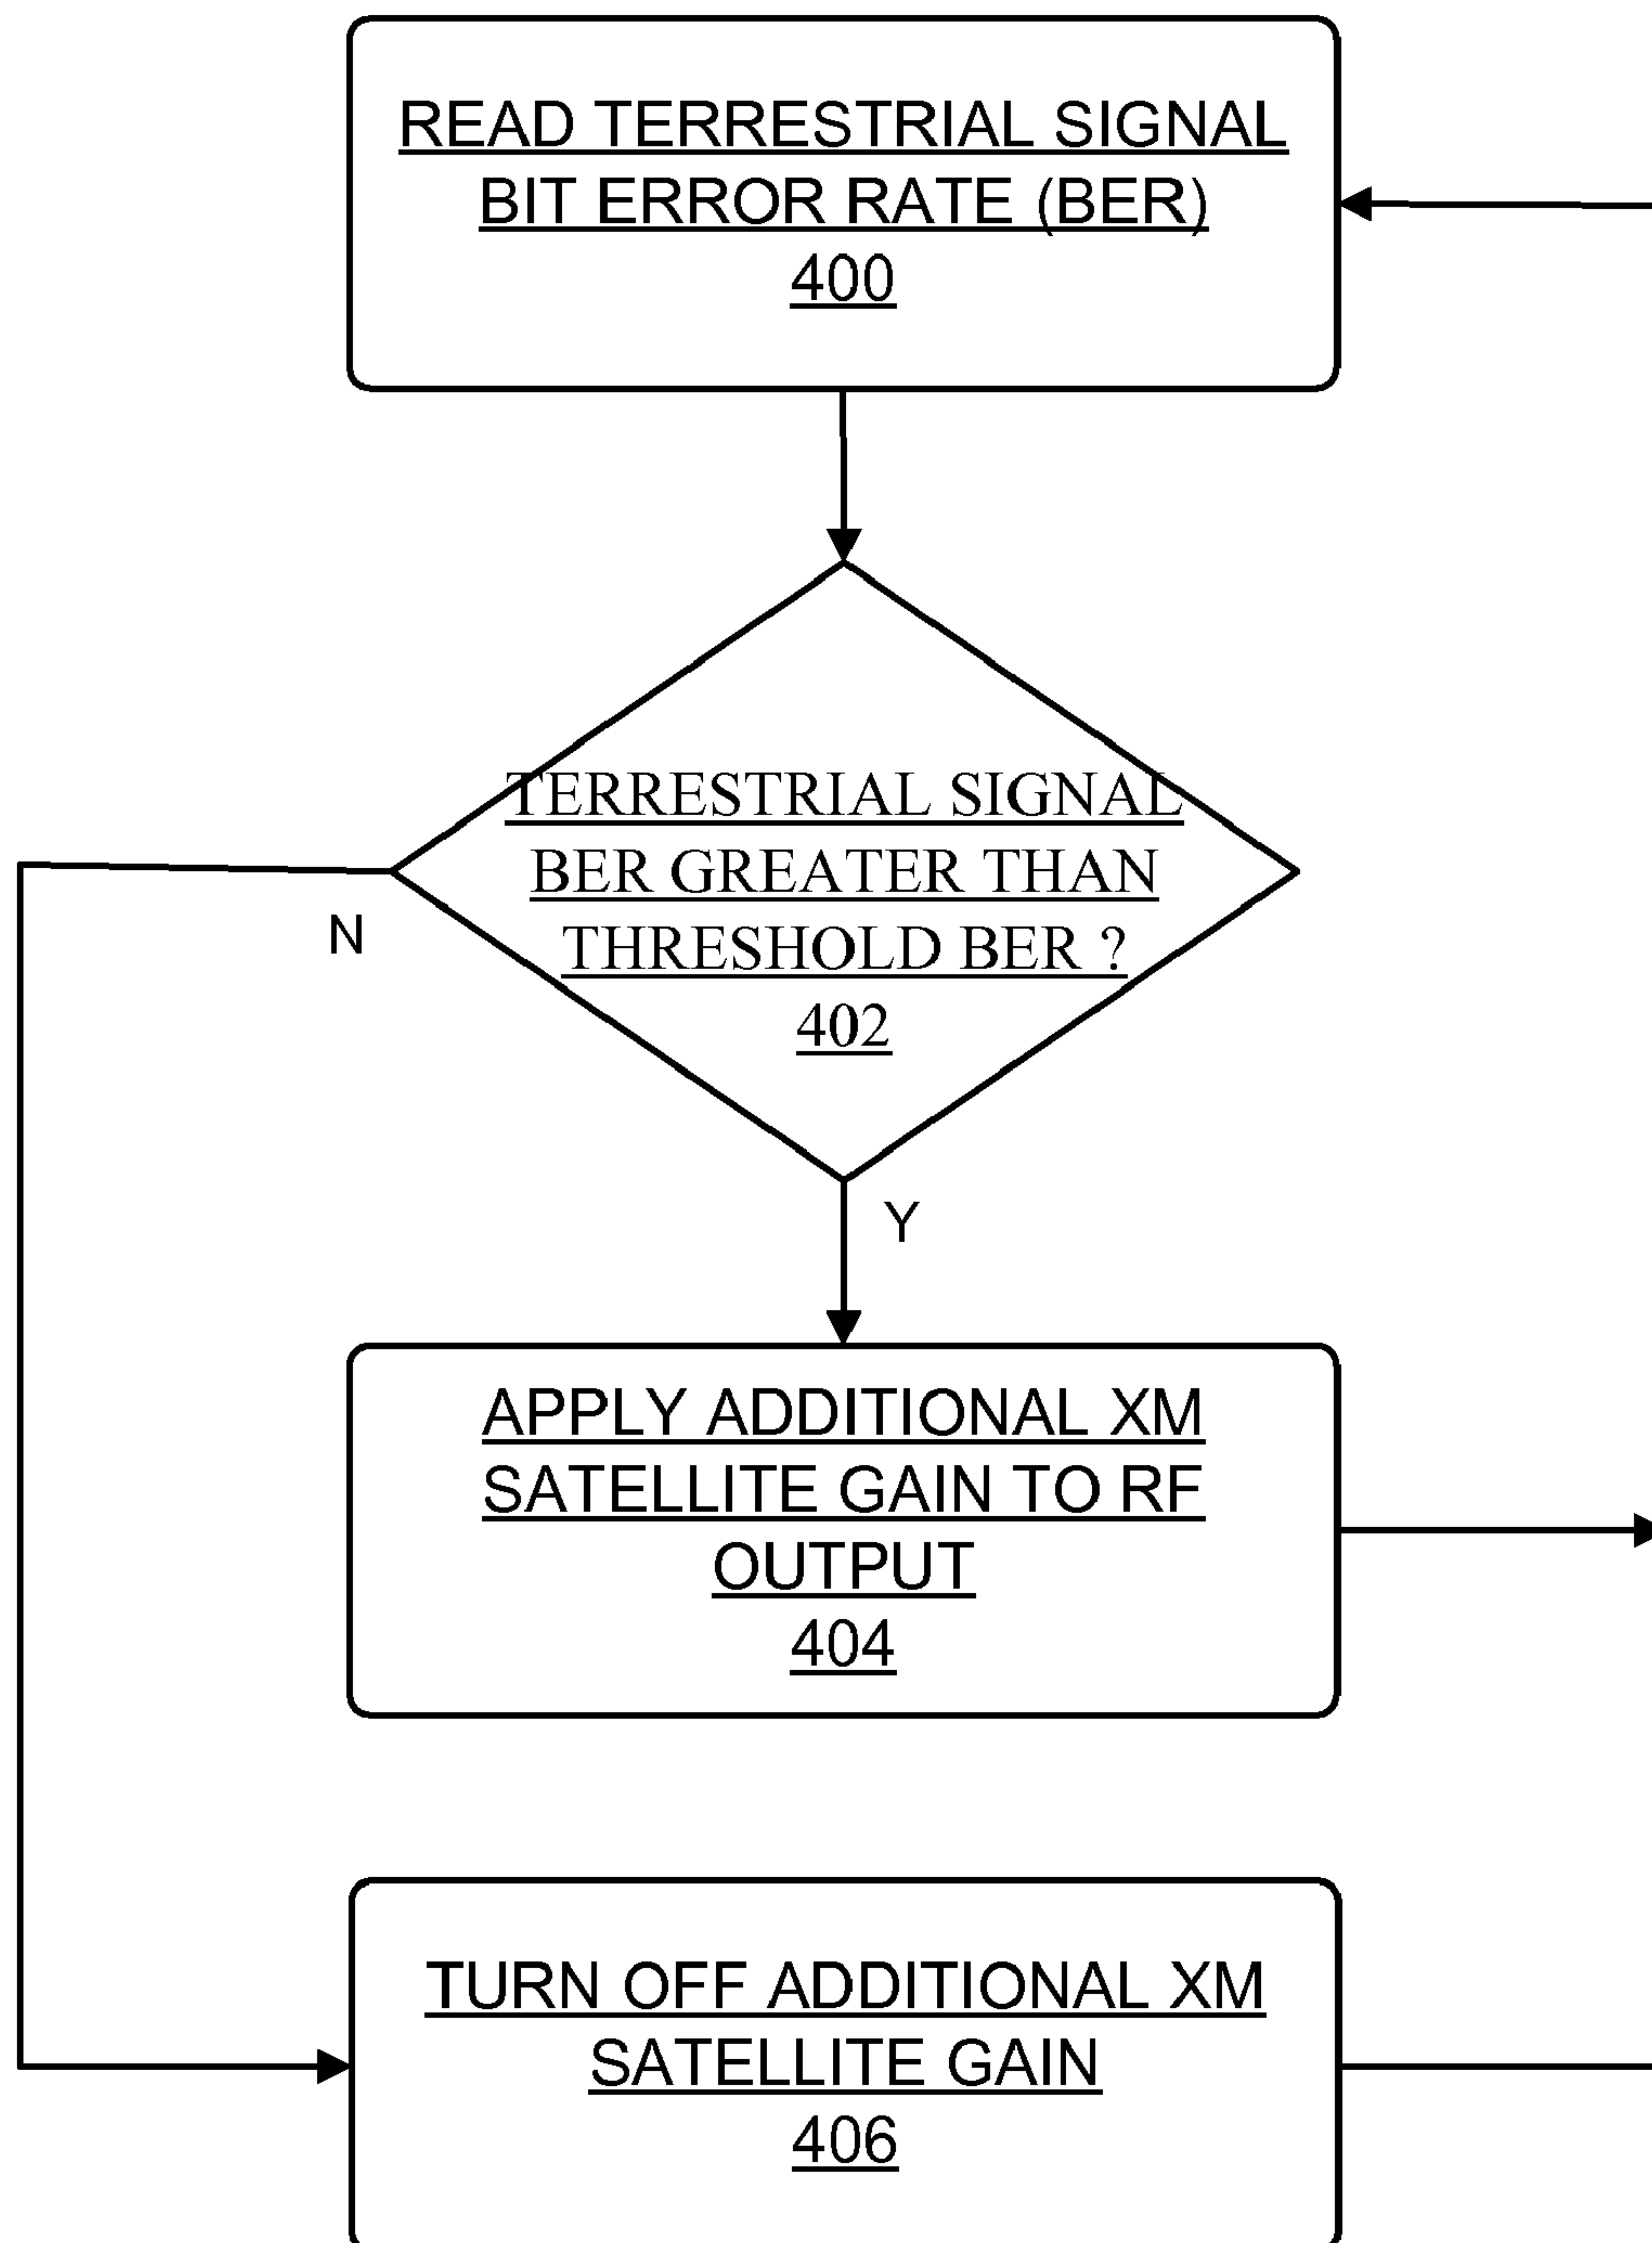 READ TERRESTRIAL SIGNAL
BIT ERROR RATE (BER)
400
TERRESTRIAL SIGNAL
BER GREATER THAN
THRESHOLD BER ?
402
N
Y
APPLY ADDITIONAL XM
SATELLITE GAIN TO RF
OUTPUT
404
TURN OFF ADDITIONAL XM
SATELLITE GAIN
406